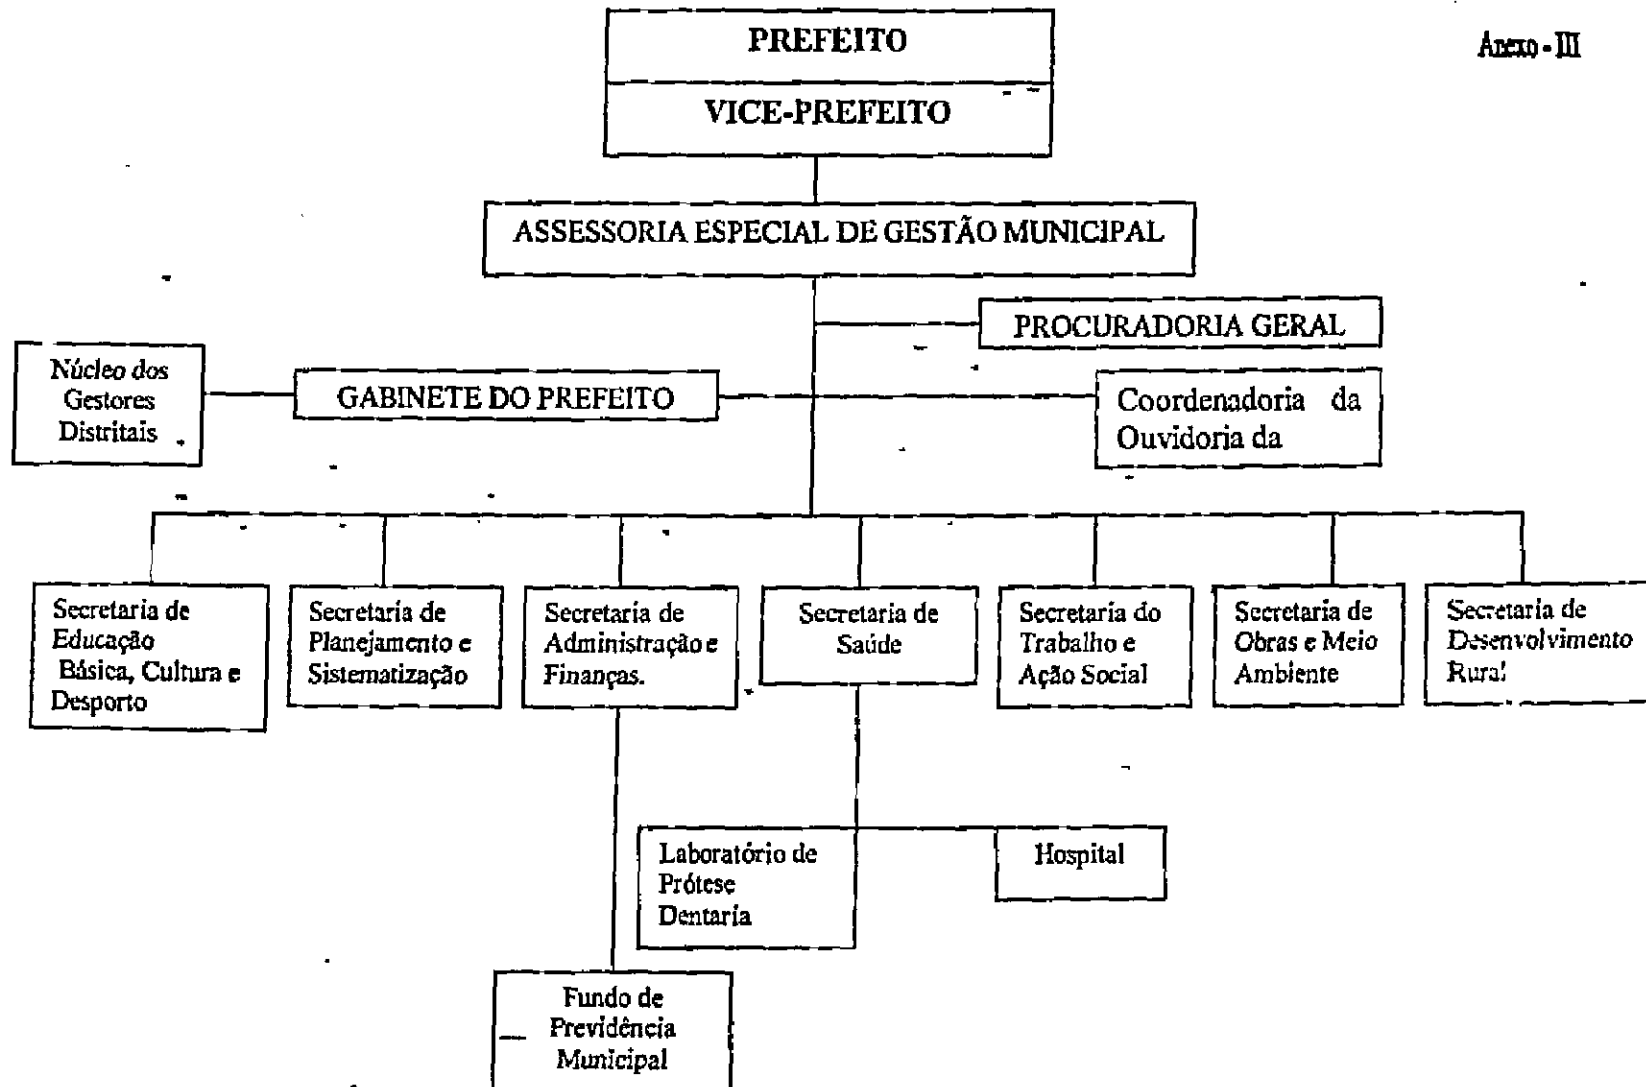 PREFEITO
Anexo - III
VICE-PREFEITO
ASSESSORIA ESPECIAL DE GESTÃO MUNICIPAL
PROCURADORIA GERAL
Núcleo dos
Gestores
Distritais
GABINETE DO PREFEITO
Coordenadoria da
Ouvidoria da
Secretaria de
Educação
Básica, Cultura e
Desporto
Secretaria de
Planejamento e
Sistematização
Secretaria de
Administração e
Finanças.
Secretaria de
Saúde
Secretaria do
Trabalho e
Ação Social
Secretaria de
Obras e Meio
Ambiente
Secretaria de
Desenvolvimento
Rural
Laboratório de
Prótese
Dentaria
Hospital
Fundo de
Previdência
Municipal